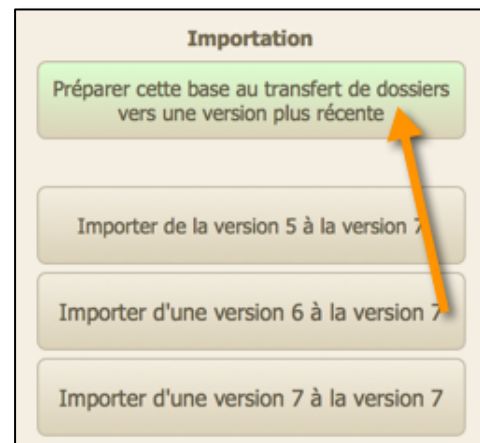 Importation
Préparer cette base au transfert de dossiers
vers une version plus récente
Importer de la version 5 à la version 7
Importer d'une version 6 à la version 7
Importer d'une version 7 à la version 7